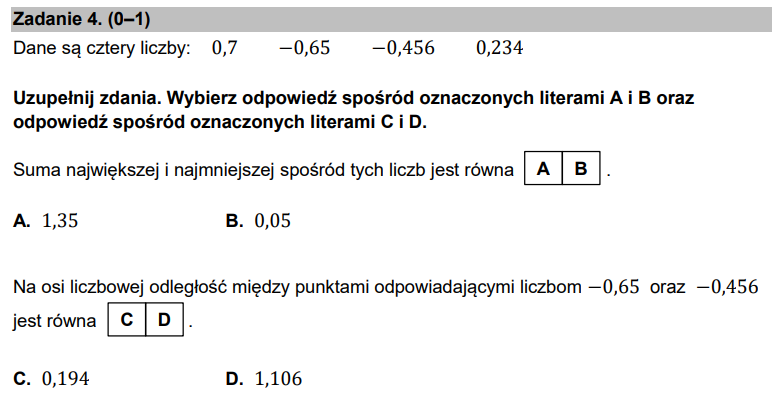 Zadanie 4. (0–1)
Dane są cztery liczby: 0,7 −0,65 −0,456 0,234
Uzupełnij zdania. Wybierz odpowiedź spośród oznaczonych literami A i B oraz
odpowiedź spośród oznaczonych literami C i D.
Suma największej i najmniejszej spośród tych liczb jest równa A B .
A. 1,35 B. 0,05
Na osi liczbowej odległość między punktami odpowiadającymi liczbom −0,65 oraz −0,456
jest równa C D .
C. 0,194 D. 1,106